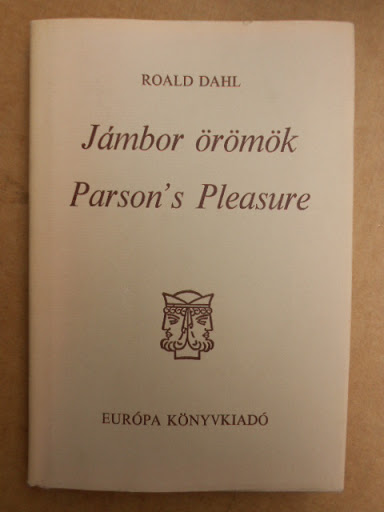 ROALD DAHL
Jámbor örömök
Parson's Pleasure
EURÓPA KÖNYVKIADÓ